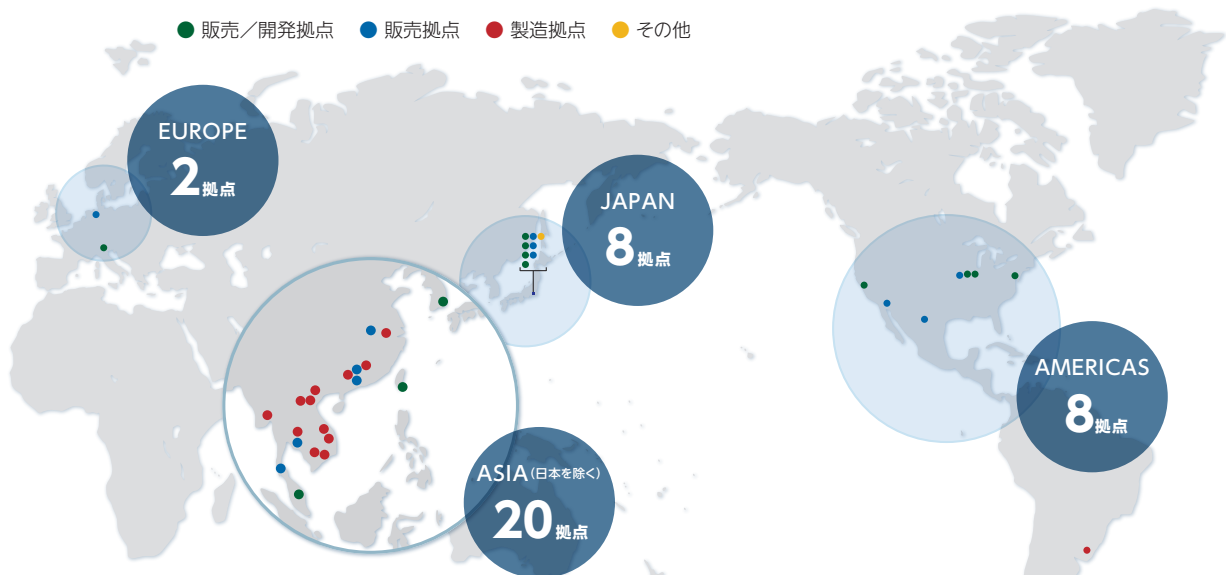 販売／開発拠点 販売拠点 製造拠点 その他
EUROPE
2拠点
JAPAN
8拠点
AMERICAS
8拠点
ASIA（日本を除く）
20拠点